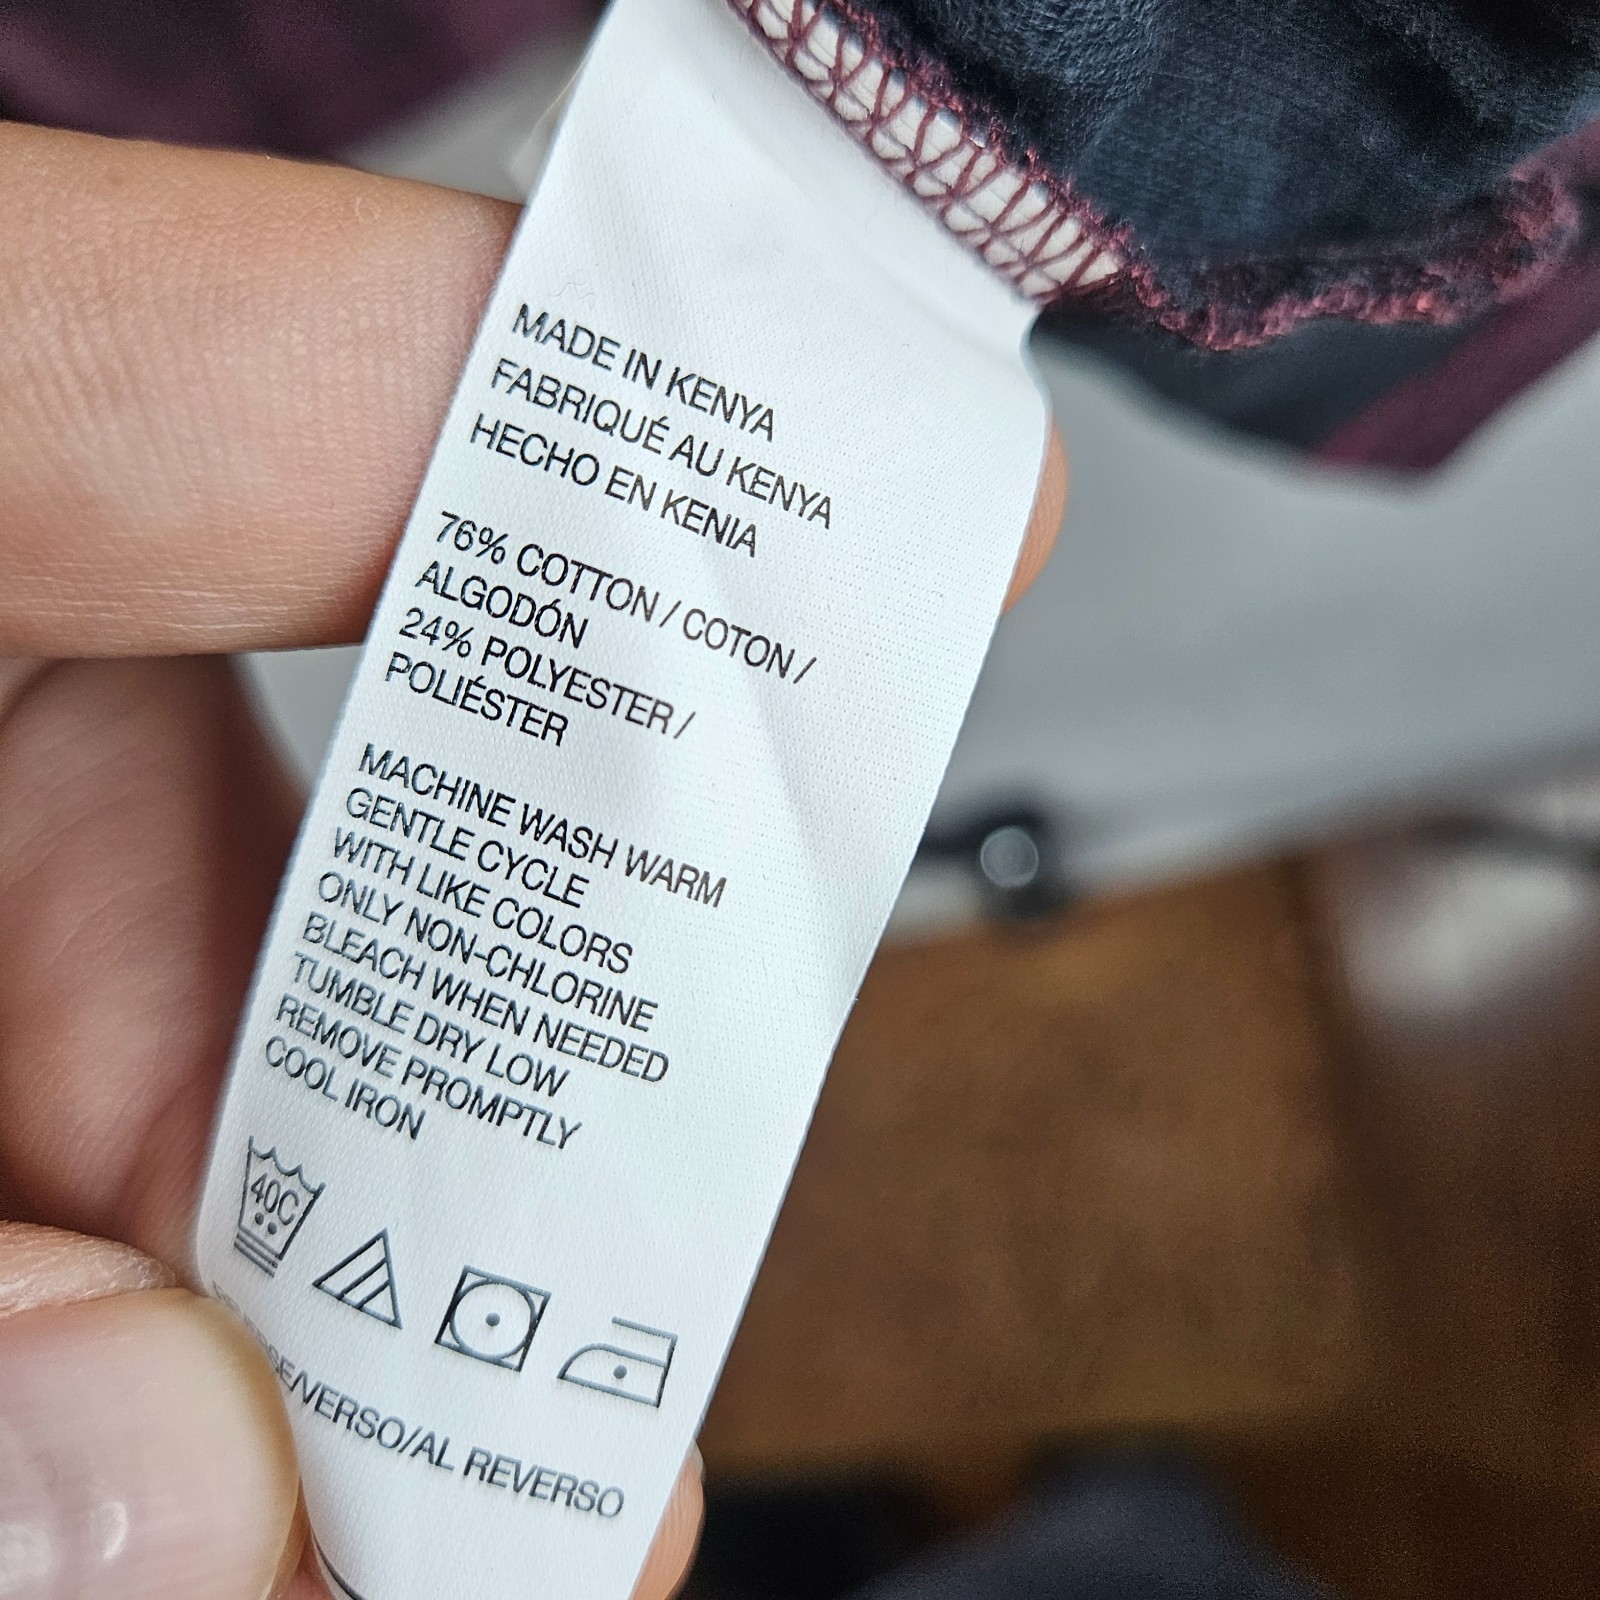 MADE IN KENYA
FABRIQUÉ AU KENYA
HECHO EN KENIA
76% COTTON / COTON /
ALGODÓN
24% POLYESTER /
POLIÉSTER
MACHINE WASH WARM
GENTLE CYCLE
WITH LIKE COLORS
ONLY NON-CHLORINE
BLEACH WHEN NEEDED
TUMBLE DRY LOW
REMOVE PROMPTLY
COOL IRON
40C
/VERSO/AL REVERSO